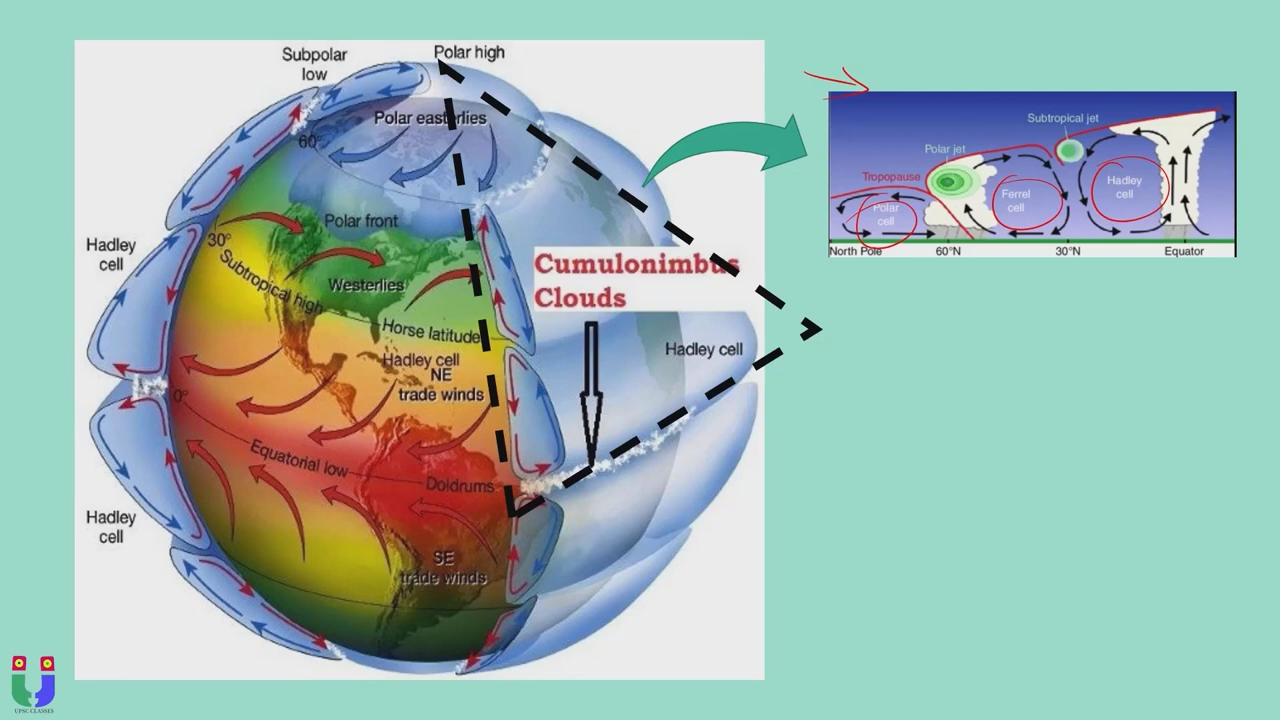 Subpolar
low
Polar high
Polar easterlies
60°
Polar front
30°
Hadley
cell
Subtropical high
Westerlies
Horse latitude
Hadley cell
NE
trade winds
0°
Equatorial low
Doldrums
Hadley
cell
SE
trade winds
Cumulonimbus
Clouds
Hadley cell
Subtropical jet
Polar jet
Tropopause
Polar
cell
Ferrel
cell
Hadley
cell
North Pole
60°N
30°N
Equator
UPSC CLASSES